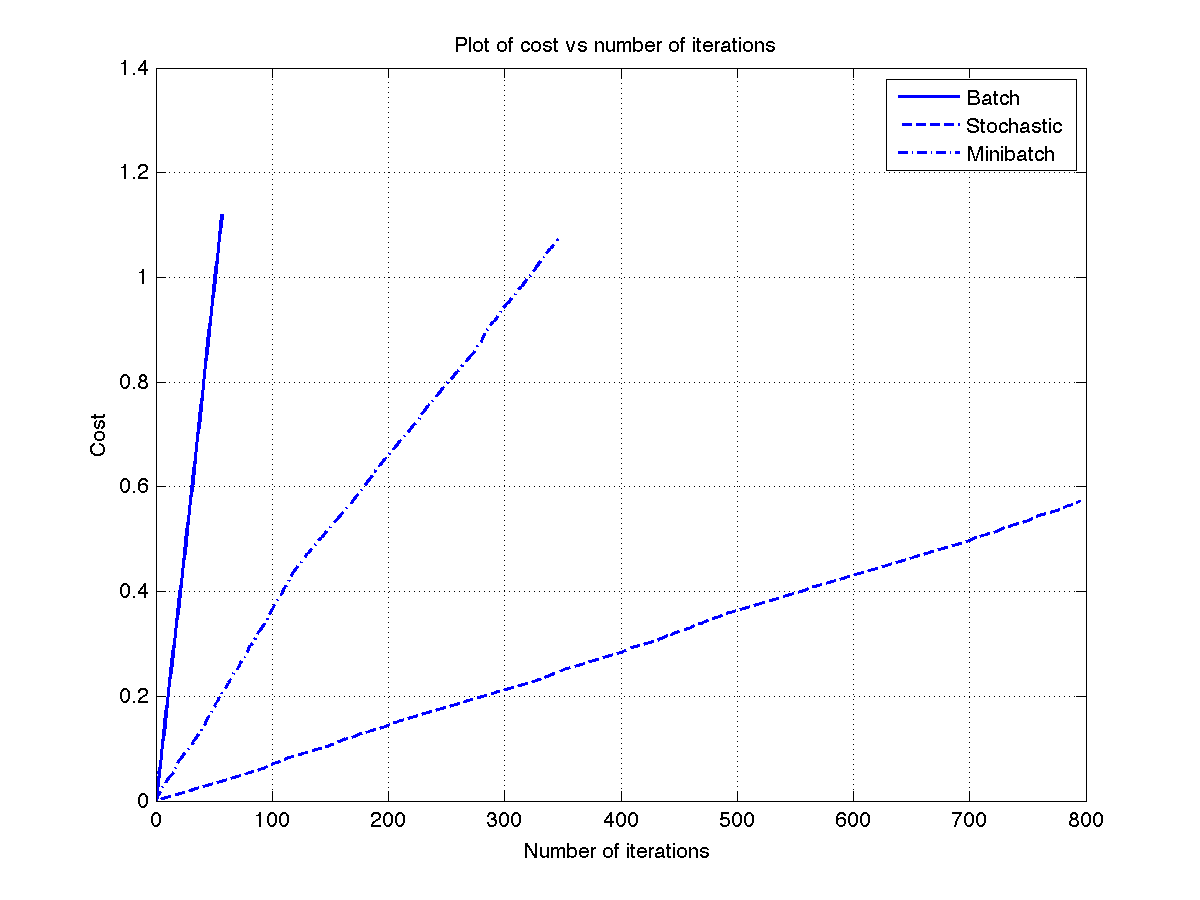 Plot of cost vs number of iterations
1.4
1.2
1
0.8
0.6
0.4
0.2
0
Cost
Batch
Stochastic
Minibatch
0 100 200 300 400 500 600 700 800
Number of iterations